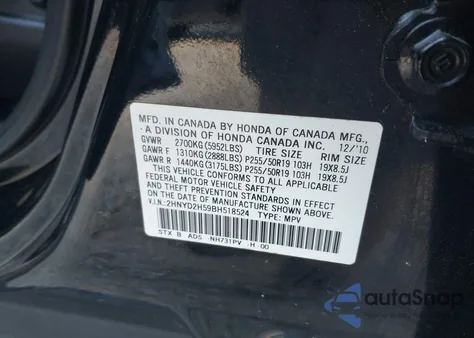 MFD. IN CANADA BY HONDA OF CANADA MFG.,
- A DIVISION OF HONDA CANADA INC. 12/'10
GVWR 2700KG(5952LBS) TIRE SIZE RIM SIZE
GAWR F 1310KG(2888LBS) P255/50R19 103H 19X8.5J
GAWR R 1440KG(3175LBS) P255/50R19 103H 19X8.5J
THIS VEHICLE CONFORMS TO ALL APPLICABLE
FEDERAL MOTOR VEHICLE SAFETY AND
THEFT PREVENTION STANDARDS IN EFFECT
ON THE DATE OF MANUFACTURE SHOWN ABOVE.
V.I.N.: 2HNYD2H59BH518524 TYPE: MPV
STX B AD5 -NH731PV -H 00
autoSnap